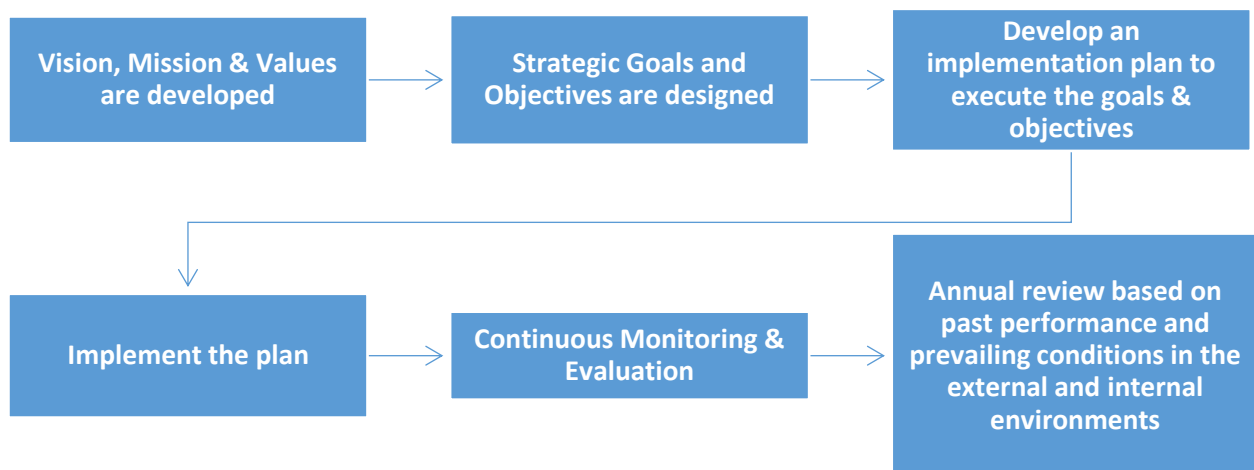 Vision, Mission & Values
are developed
Strategic Goals and
Objectives are designed
Develop an
implementation plan to
execute the goals &
objectives
Implement the plan
Continuous Monitoring &
Evaluation
Annual review based on
past performance and
prevailing conditions in the
external and internal
environments